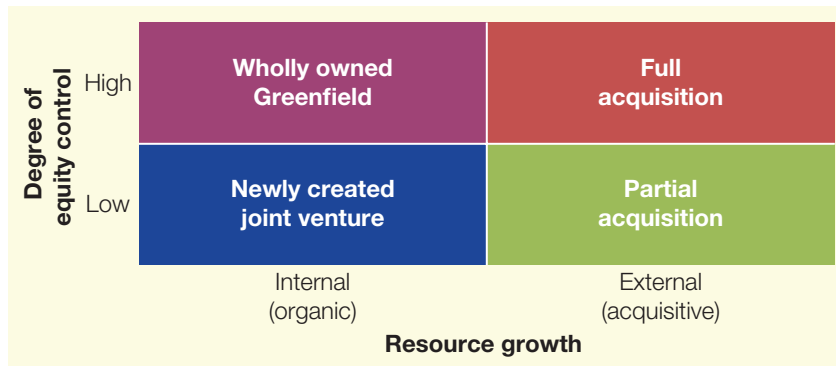 Degree of
equity control
High
Wholly owned
Greenfield
Full
acquisition
Low
Newly created
joint venture
Partial
acquisition
Internal
(organic)
External
(acquisitive)
Resource growth